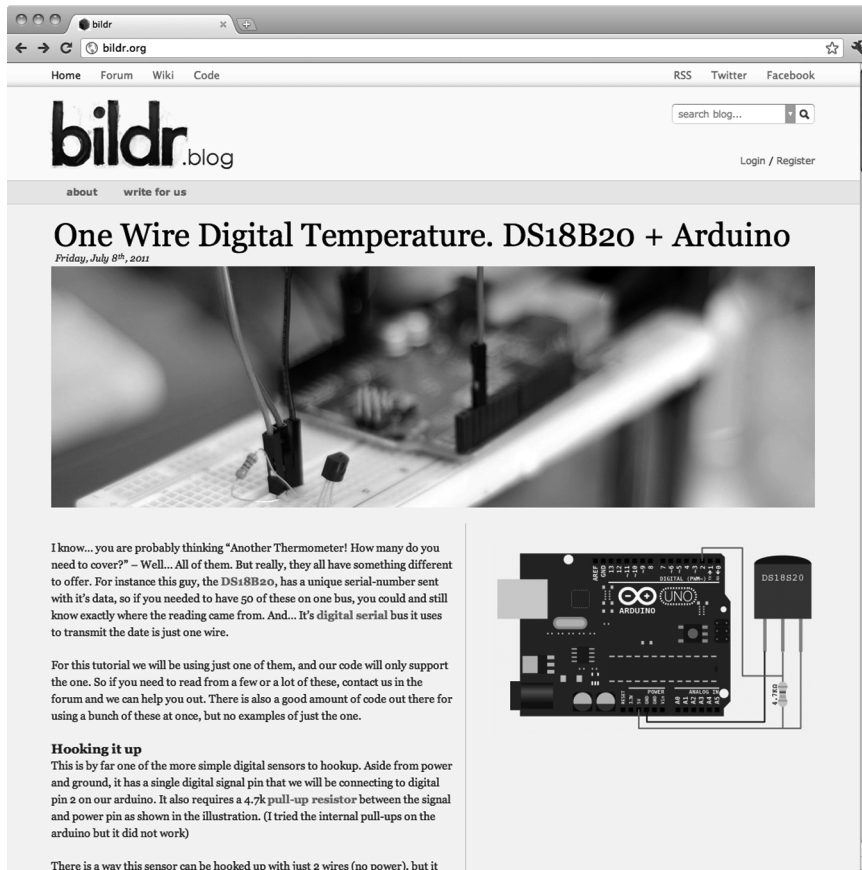 bildr
bildr.org
Home Forum Wiki Code RSS Twitter Facebook
bildr.blog
search blog...
Login / Register
about write for us
One Wire Digital Temperature. DS18B20 + Arduino
Friday, July 8th, 2011
I know... you are probably thinking “Another Thermometer! How many do you
need to cover?” – Well... All of them. But really, they all have something different
to offer. For instance this guy, the DS18B20, has a unique serial-number sent
with it’s data, so if you needed to have 50 of these on one bus, you could and still
know exactly where the reading came from. And... It’s digital serial bus it uses
to transmit the date is just one wire.
For this tutorial we will be using just one of them, and our code will only support
the one. So if you need to read from a few or a lot of these, contact us in the
forum and we can help you out. There is also a good amount of code out there for
using a bunch of these at once, but no examples of just the one.
Hooking it up
This is by far one of the more simple digital sensors to hookup. Aside from power
and ground, it has a single digital signal pin that we will be connecting to digital
pin 2 on our arduino. It also requires a 4.7k pull-up resistor between the signal
and power pin as shown in the illustration. (I tried the internal pull-ups on the
arduino but it did not work)
There is a way this sensor can be hooked up with just 2 wires (no power), but it
AREF
GND
13
12
DIGITAL (PWM~)
UNO
ARDUINO
DS18S20
4.7KΩ
RESET
POWER
ANALOG IN
A0
A1
A2
A3
A4
A5